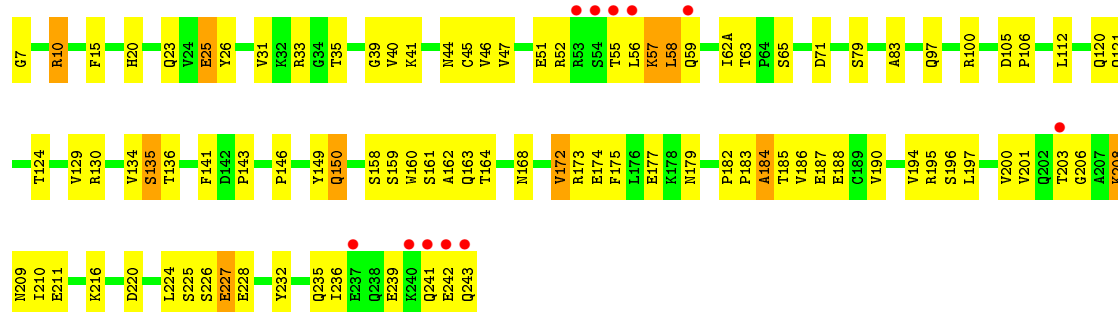 G7 R10 F15 H20 Q23 V24 E25 Y26 V31 K32 R33 G34 T35 G39 V40 K41 N44 C45 V46 V47 E51 R52 R53 S54 T55 L56 K57 L58 Q59 I62A T63 P64 S65 D71 S79 A83 Q97 R100 D105 P106 L112 Q120 Q121
T124 V129 R130 V134 S135 T136 F141 D142 P143 P146 Y149 Q150 S158 S159 W160 S161 A162 Q163 T164 N168 V172 R173 E174 F175 L176 E177 K178 N179 P182 P183 A184 T185 V186 E187 E188 C189 V190 V194 R195 S196 L197 V200 V201 Q202 T203 G206 A207 K208
N209 I210 E211 K216 D220 L224 S225 S226 E227 E228 Y232 Q235 I236 E237 Q238 E239 K240 Q241 E242 Q243